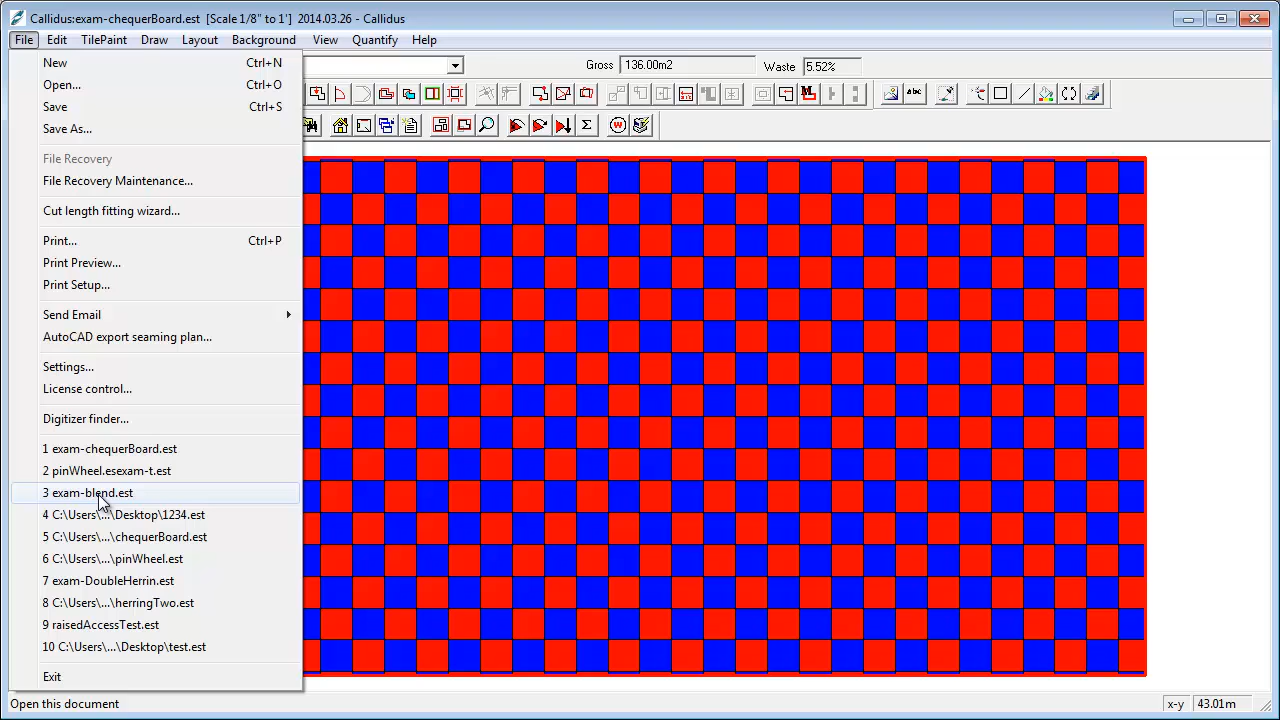 Callidus:exam-chequerBoard.est [Scale 1/8" to 1'] 2014.03.26 - Callidus
File Edit TilePaint Draw Layout Background View Quantify Help
Gross 136.00m2 Waste 5.52%
New Ctrl+N
Open... Ctrl+O
Save Ctrl+S
Save As...
File Recovery
File Recovery Maintenance...
Cut length fitting wizard...
Print... Ctrl+P
Print Preview...
Print Setup...
Send Email
AutoCAD export seaming plan...
Settings...
License control...
Digitizer finder...
1 exam-chequerBoard.est
2 pinWheel.esexam-t.est
3 exam-blend.est
4 C:\Users\...\Desktop\1234.est
5 C:\Users\...\chequerBoard.est
6 C:\Users\...\pinWheel.est
7 exam-DoubleHerrin.est
8 C:\Users\...\herringTwo.est
9 raisedAccessTest.est
10 C:\Users\...\Desktop\test.est
Exit
Open this document x-y 43.01m